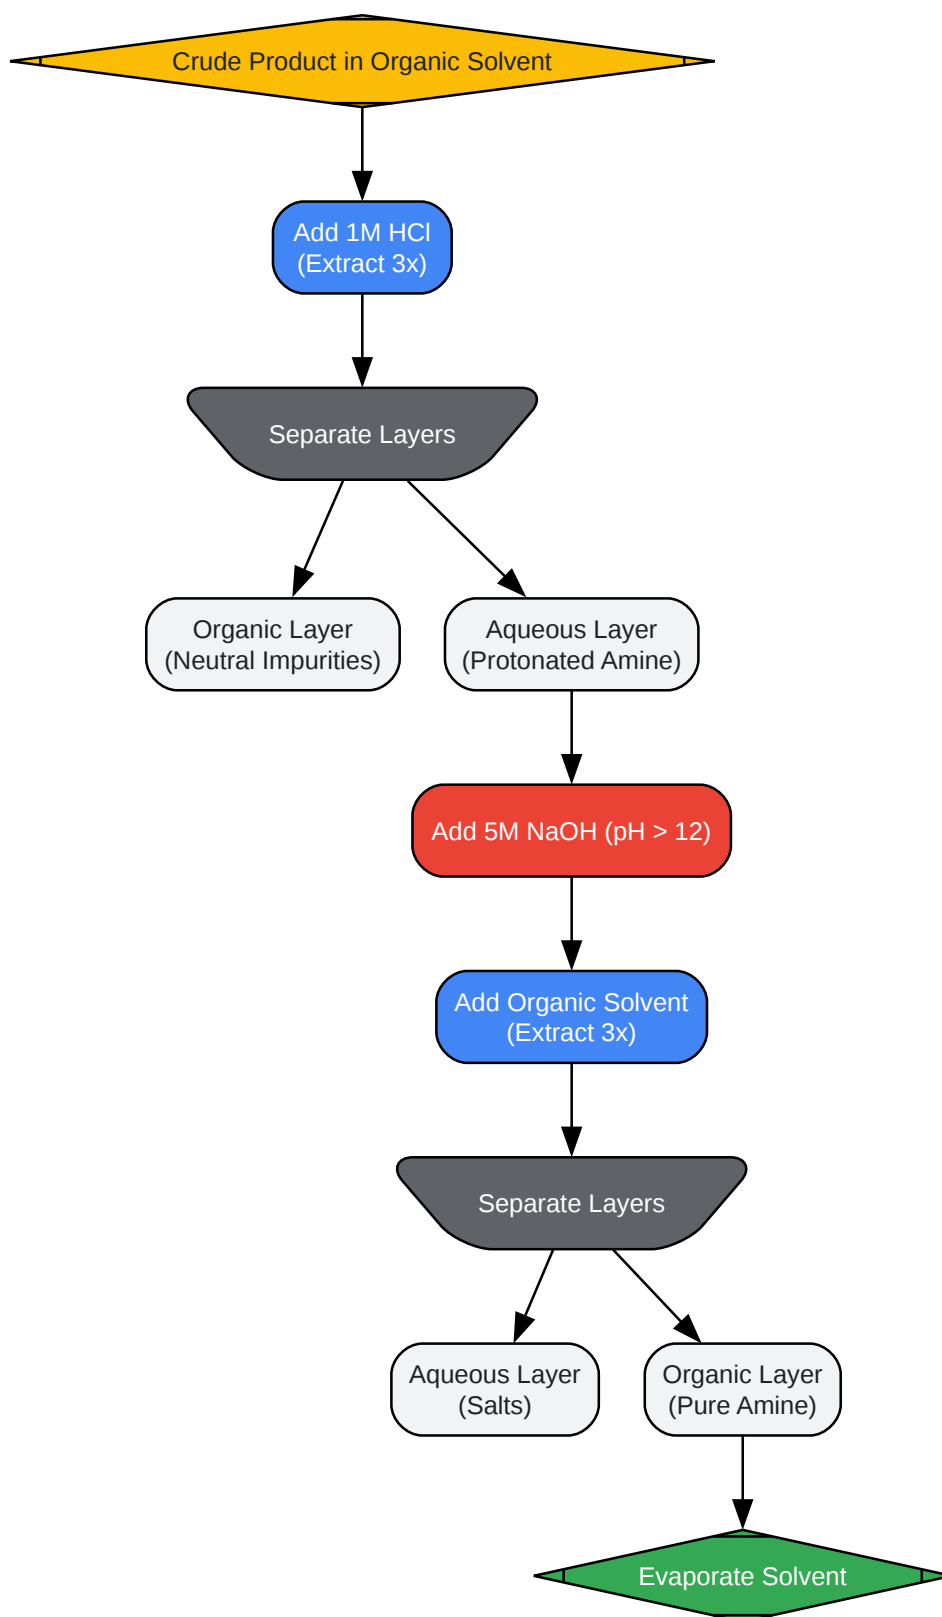 Crude Product in Organic Solvent
Add 1M HCl
(Extract 3x)
Separate Layers
Organic Layer
(Neutral Impurities)
Aqueous Layer
(Protonated Amine)
Add 5M NaOH (pH > 12)
Add Organic Solvent
(Extract 3x)
Separate Layers
Aqueous Layer
(Salts)
Organic Layer
(Pure Amine)
Evaporate Solvent